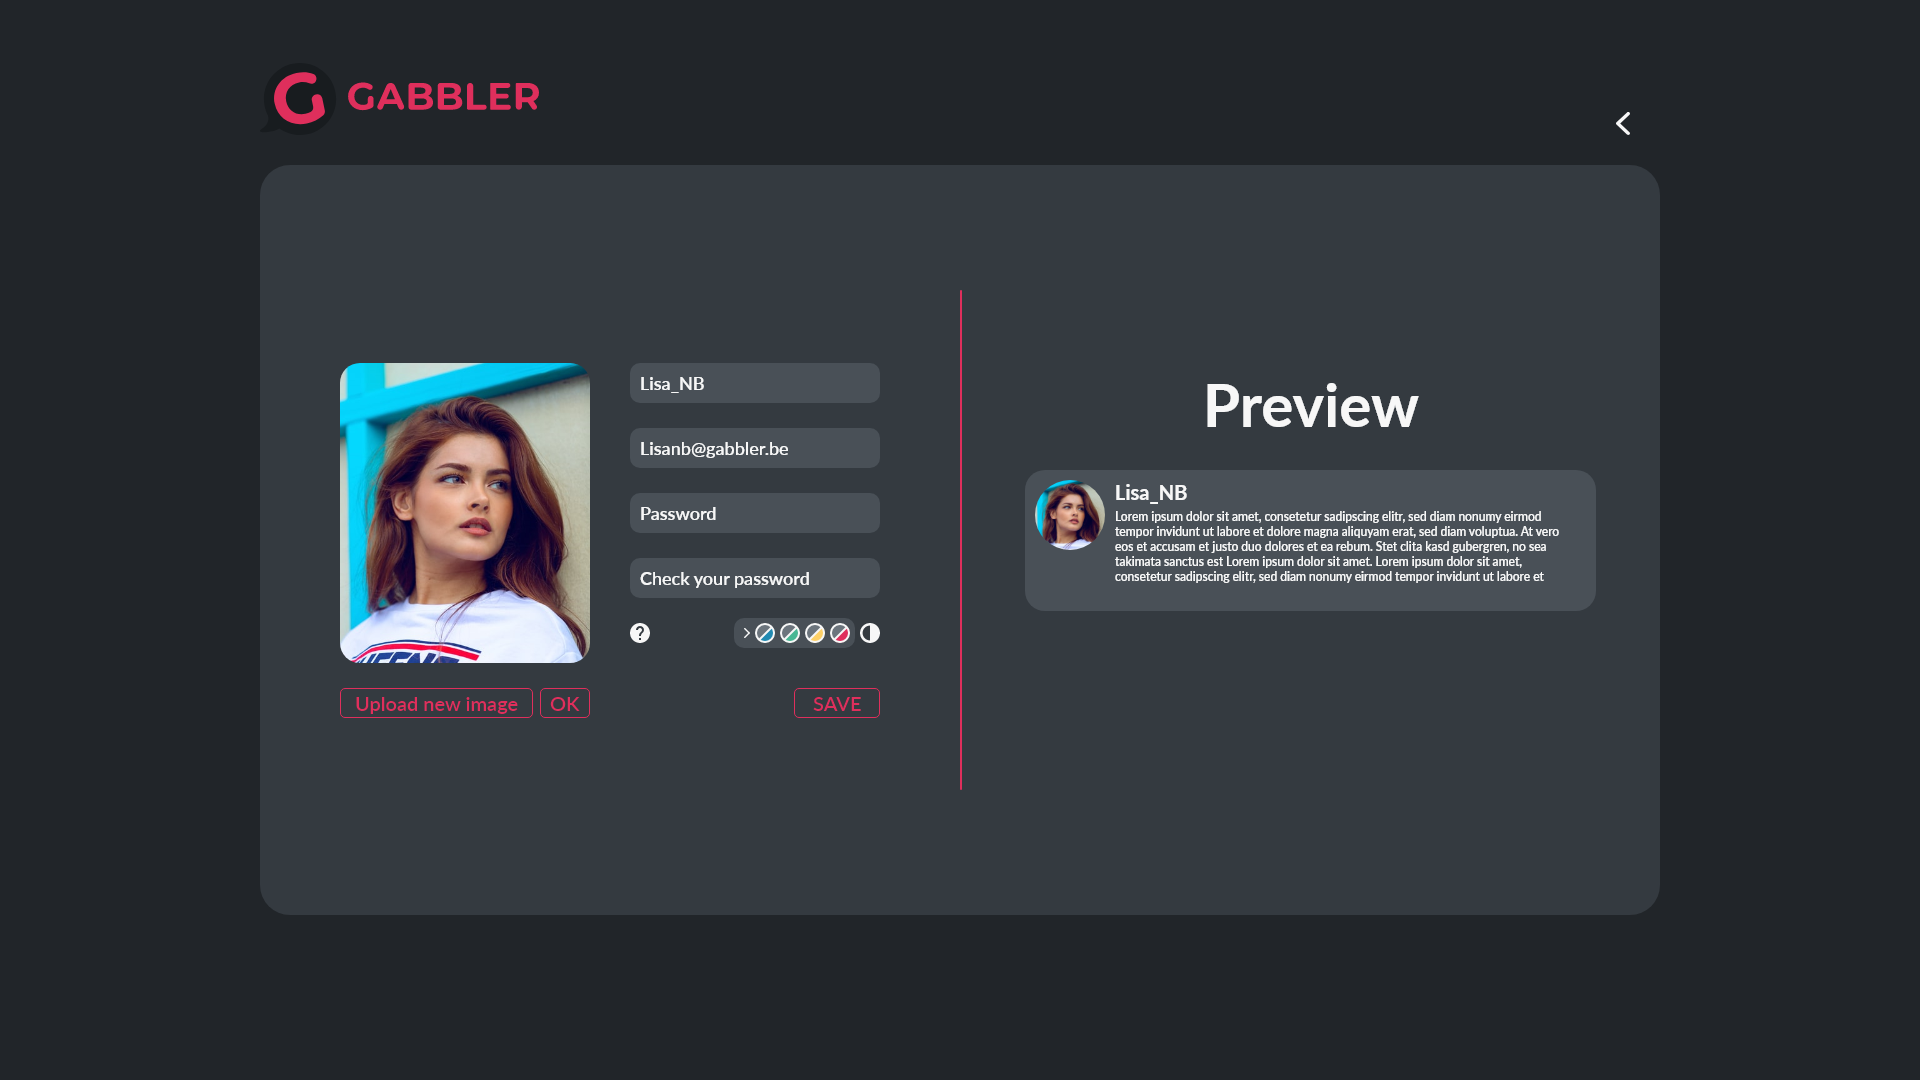 GABBLER
Lisa_NB
Lisanb@gabbler.be
Password
Check your password
Upload new image
OK
SAVE
Preview
Lisa_NB
Lorem ipsum dolor sit amet, consetetur sadipscing elitr, sed diam nonumy eirmod
tempor invidunt ut labore et dolore magna aliquyam erat, sed diam voluptua. At vero
eos et accusam et justo duo dolores et ea rebum. Stet clita kasd gubergren, no sea
takimata sanctus est Lorem ipsum dolor sit amet. Lorem ipsum dolor sit amet,
consetetur sadipscing elitr, sed diam nonumy eirmod tempor invidunt ut labore et